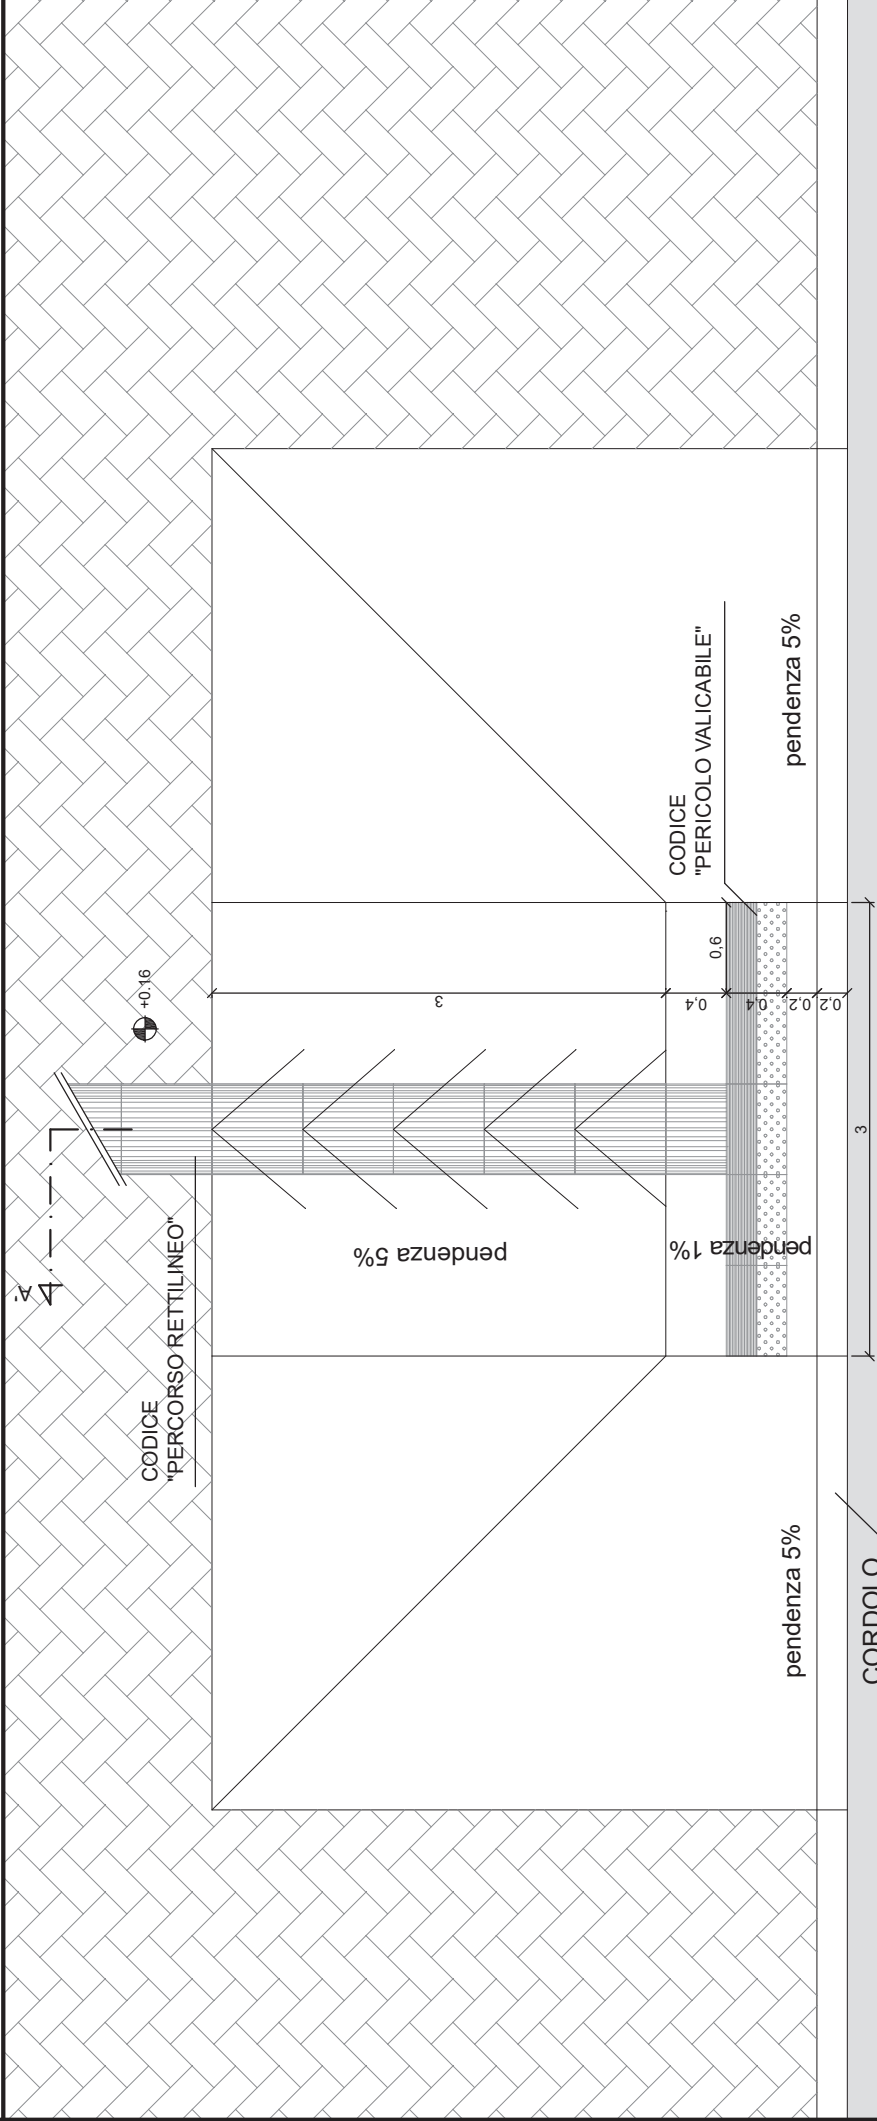 A'
CODICE
"PERCORSO RETTILINEO"
+0.16
pendenza 5%
3
CODICE
"PERICOLO VALICABILE"
0,6
0,4
0,4
0,2
0,2
pendenza 1%
pendenza 5%
pendenza 5%
3
CORDOLO